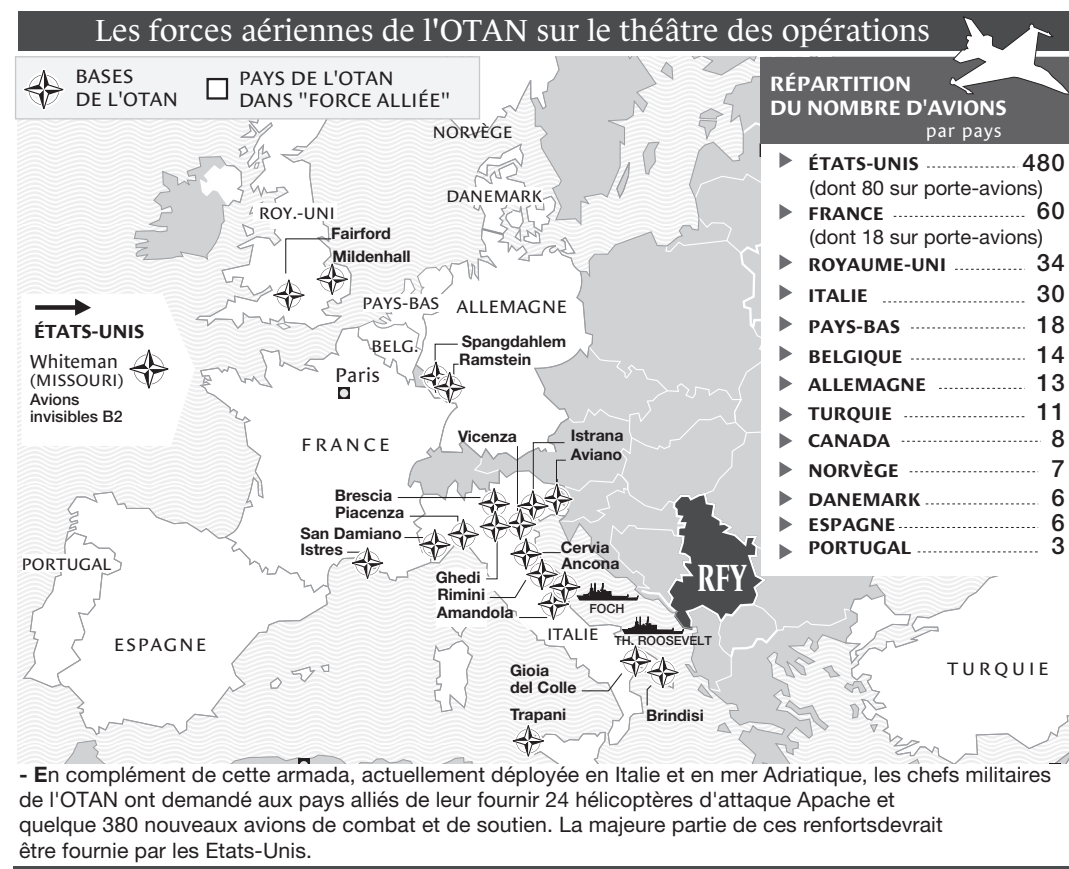 Les forces aériennes de l'OTAN sur le théâtre des opérations
BASES
DE L'OTAN
PAYS DE L'OTAN
DANS "FORCE ALLIÉE"
RÉPARTITION
DU NOMBRE D'AVIONS
par pays
ÉTATS-UNIS 480
(dont 80 sur porte-avions)
FRANCE 60
(dont 18 sur porte-avions)
ROYAUME-UNI 34
ITALIE 30
PAYS-BAS 18
BELGIQUE 14
ALLEMAGNE 13
TURQUIE 11
CANADA 8
NORVÈGE 7
DANEMARK 6
ESPAGNE 6
PORTUGAL 3
NORVÈGE
DANEMARK
ROY.-UNI
Fairford
Mildenhall
PAYS-BAS
ALLEMAGNE
BELG.
Spangdahlem
Ramstein
ÉTATS-UNIS
Whiteman
(MISSOURI)
Avions
invisibles B2
Paris
FRANCE
Vicenza
Istrana
Aviano
Brescia
Piacenza
San Damiano
Istres
Cervia
Ancona
Ghedi
Rimini
Amandola
FOCH
RFY
PORTUGAL
ESPAGNE
ITALIE
TH. ROOSEVELT
TURQUIE
Gioia
del Colle
Trapani
Brindisi
- En complément de cette armada, actuellement déployée en Italie et en mer Adriatique, les chefs militaires
de l'OTAN ont demandé aux pays alliés de leur fournir 24 hélicoptères d'attaque Apache et
quelque 380 nouveaux avions de combat et de soutien. La majeure partie de ces renfortsdevrait
être fournie par les Etats-Unis.